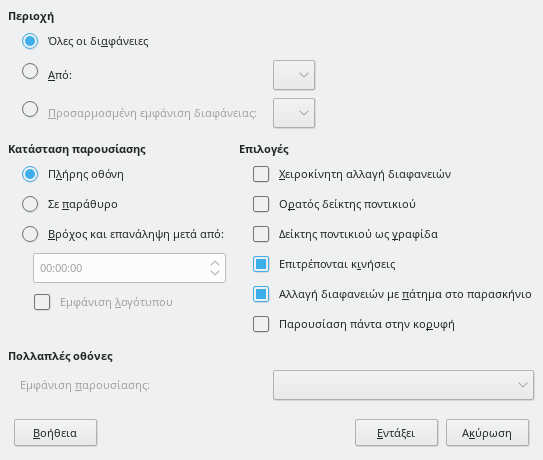 Περιοχή
Όλες οι διαφάνειες
Από:
Προσαρμοσμένη εμφάνιση διαφάνειας:
Κατάσταση παρουσίασης
Πλήρης οθόνη
Σε παράθυρο
Βρόχος και επανάληψη μετά από:
00:00:00
Εμφάνιση λογότυπου
Επιλογές
Χειροκίνητη αλλαγή διαφανειών
Ορατός δείκτης ποντικιού
Δείκτης ποντικιού ως γραφίδα
Επιτρέπονται κινήσεις
Αλλαγή διαφανειών με πάτημα στο παρασκήνιο
Παρουσίαση πάντα στην κορυφή
Πολλαπλές οθόνες
Εμφάνιση παρουσίασης:
Βοήθεια
Εντάξει
Ακύρωση